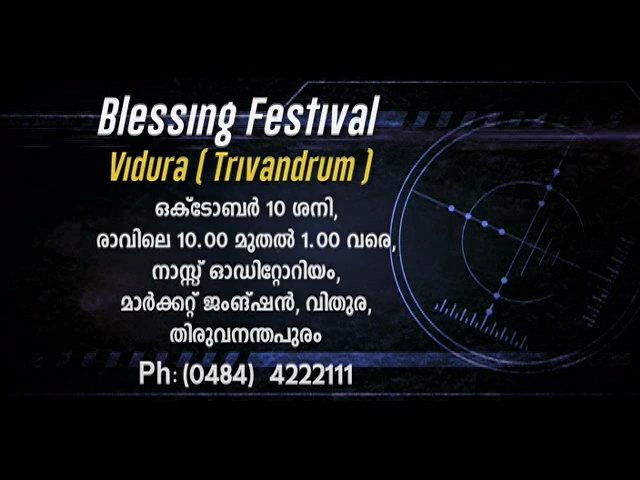 Blessing Festival
Vidura ( Trivandrum )
ഒക്ടോബർ 10 ശനി,
രാവിലെ 10.00 മുതൽ 1.00 വരെ,
നാസ്സ് ഓഡിറ്റോറിയം,
മാർക്കറ്റ് ജംങ്ഷൻ, വിതുര,
തിരുവനന്തപുരം
Ph: (0484) 4222111